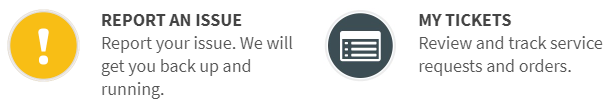 REPORT AN ISSUE
Report your issue. We will
get you back up and
running.
MY TICKETS
Review and track service
requests and orders.